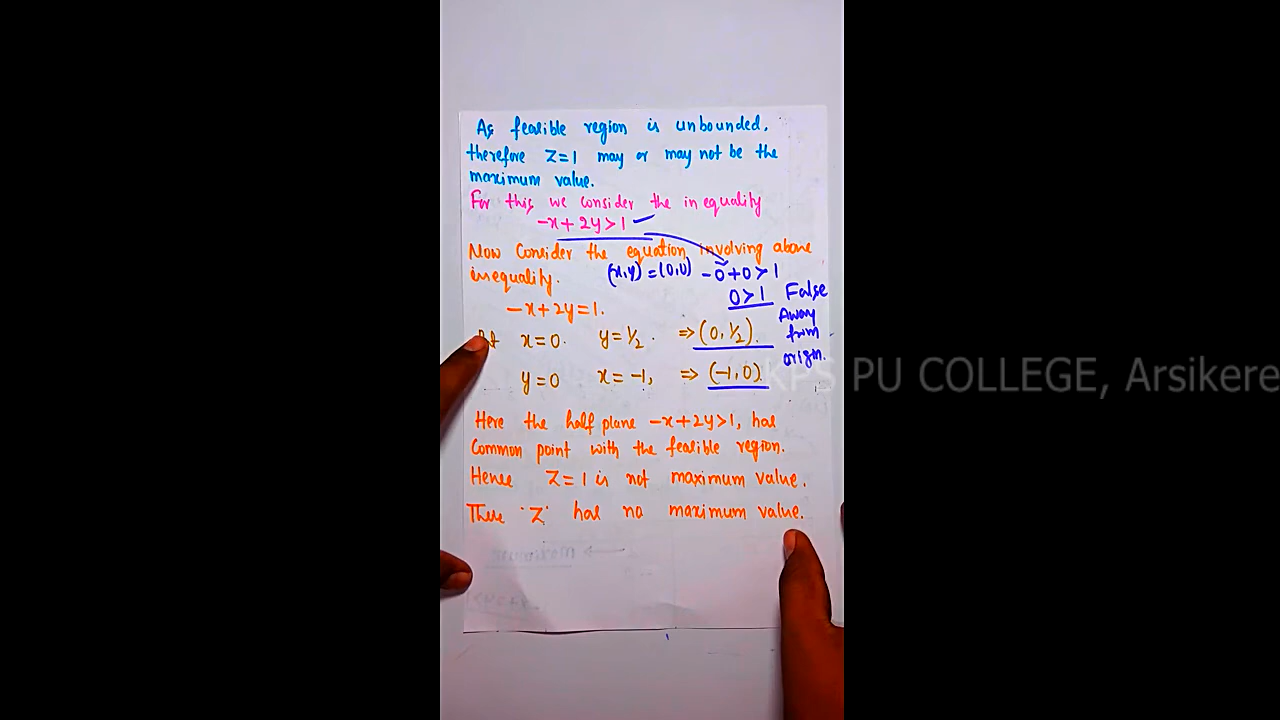 As feasible region is unbounded,
therefore Z=1 may or may not be the
maximum value.
For this, we consider the inequality
-x+2y>1
Now Consider the equation involving above
inequality.
(x,y)=(0,0) -0+0>1
0>1 False
Away
from
origin.
-x+2y=1.
x=0. y=1/2. ⇒ (0, 1/2).
y=0 x=-1, ⇒ (-1,0).
KPS PU COLLEGE, Arsikere
Here the half plane -x+2y>1, has
Common point with the feasible region.
Hence Z=1 is not maximum value.
'Z' has no maximum value.